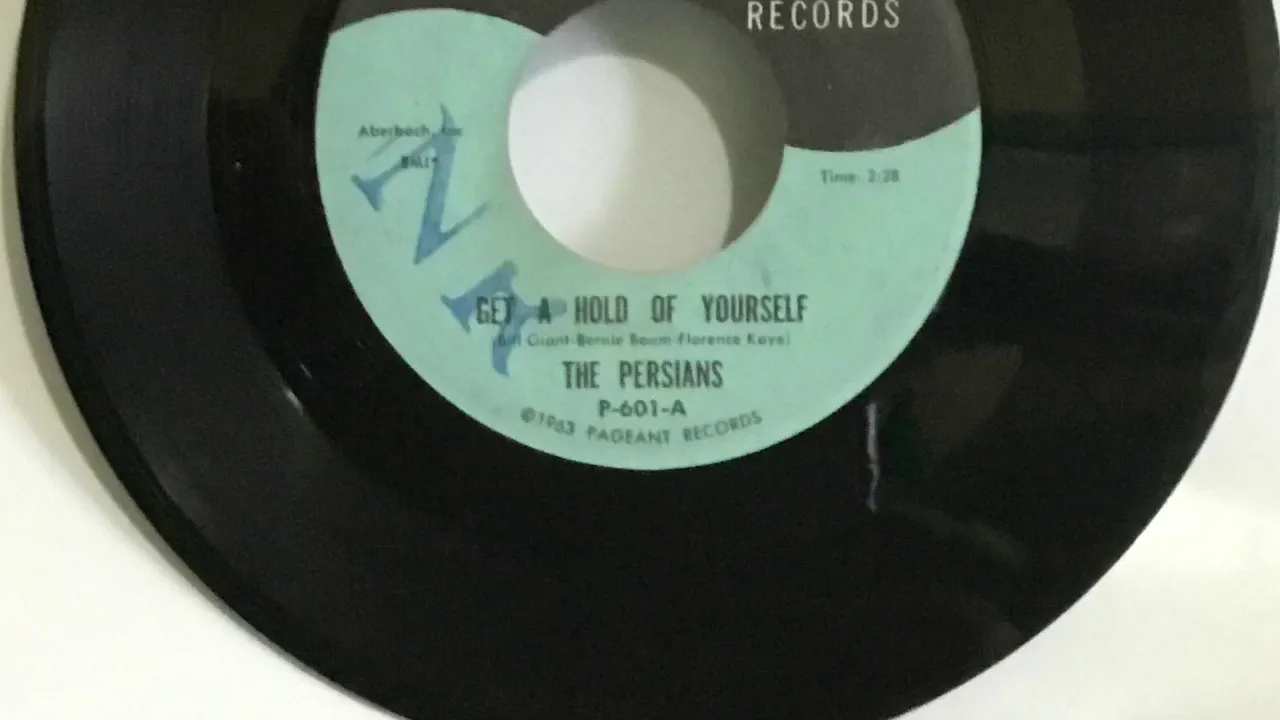 RECORDS
Aberbach, Inc
BMI
Time: 2:28
GET A HOLD OF YOURSELF
(Bill Giant-Bernie Baum-Florence Kaye)
THE PERSIANS
P-601-A
©1963 PAGEANT RECORDS